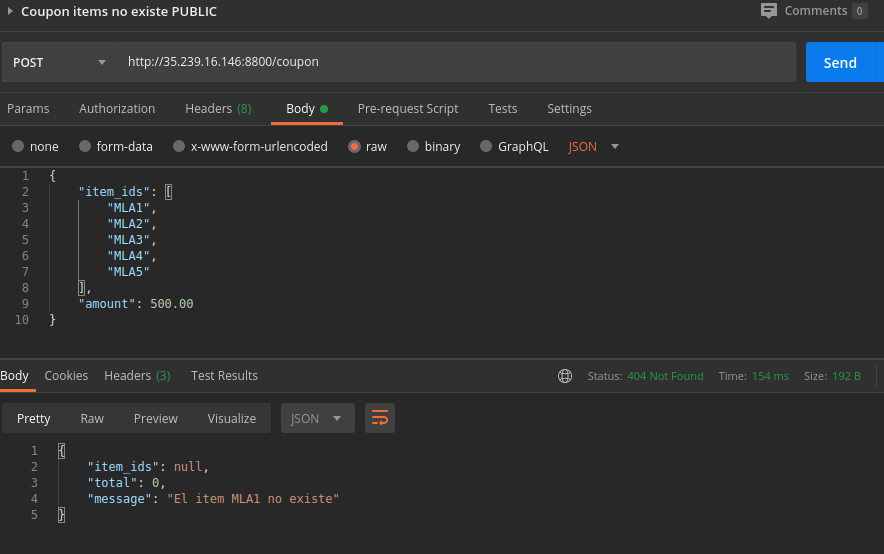 Coupon items no existe PUBLIC
Comments 0
POST http://35.239.16.146:8800/coupon Send
Params Authorization Headers (8) Body Pre-request Script Tests Settings
none form-data x-www-form-urlencoded raw binary GraphQL JSON
1 {
2 "item_ids": [
3 "MLA1",
4 "MLA2",
5 "MLA3",
6 "MLA4",
7 "MLA5"
8 ],
9 "amount": 500.00
10 }
Body Cookies Headers (3) Test Results Status: 404 Not Found Time: 154 ms Size: 192 B
Pretty Raw Preview Visualize JSON
1 {
2 "item_ids": null,
3 "total": 0,
4 "message": "El item MLA1 no existe"
5 }